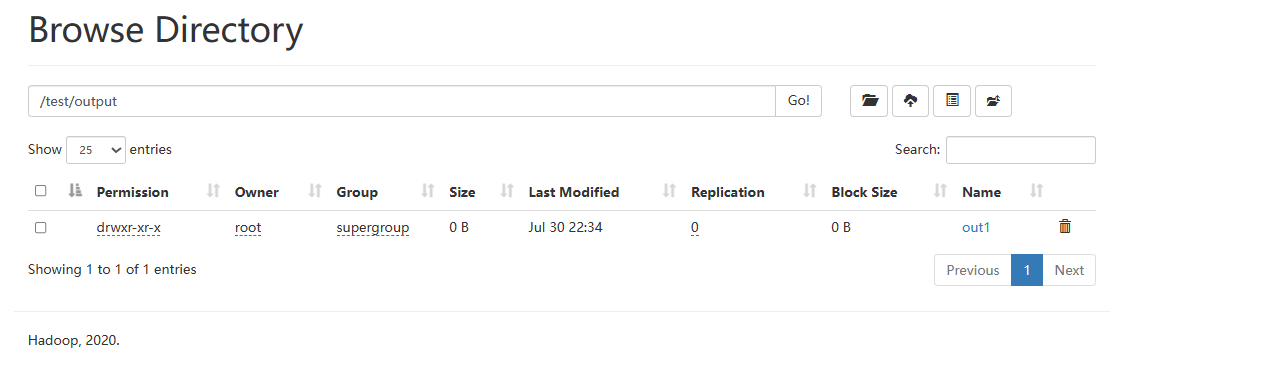 Browse Directory
/test/output Go!
Show 25 entries Search:
Permission Owner Group Size Last Modified Replication Block Size Name
drwxr-xr-x root supergroup 0 B Jul 30 22:34 0 0 B out1
Showing 1 to 1 of 1 entries Previous 1 Next
Hadoop, 2020.